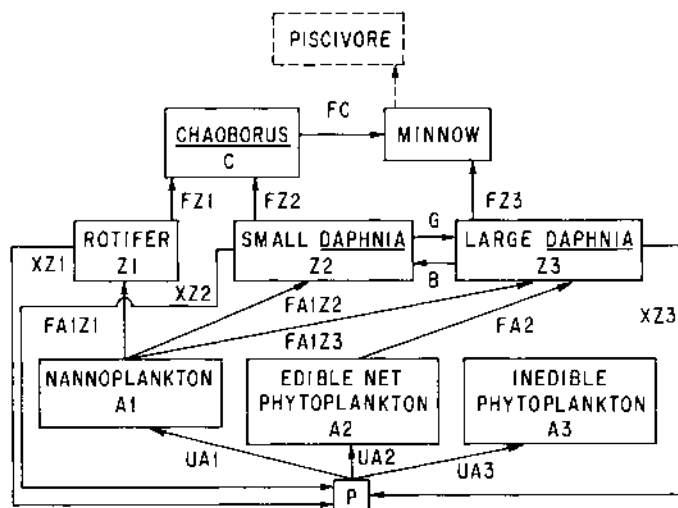 PISCIVORE
FC
CHAOBORUS
C
MINNOW
FZ1
FZ2
FZ3
ROTIFER
Z1
SMALL DAPHNIA
Z2
G
B
LARGE DAPHNIA
Z3
XZ1
XZ2
XZ3
FA1Z1
FA1Z2
FA1Z3
FA2
NANNOPLANKTON
A1
EDIBLE NET
PHYTOPLANKTON
A2
INEDIBLE
PHYTOPLANKTON
A3
UA1
UA2
UA3
P